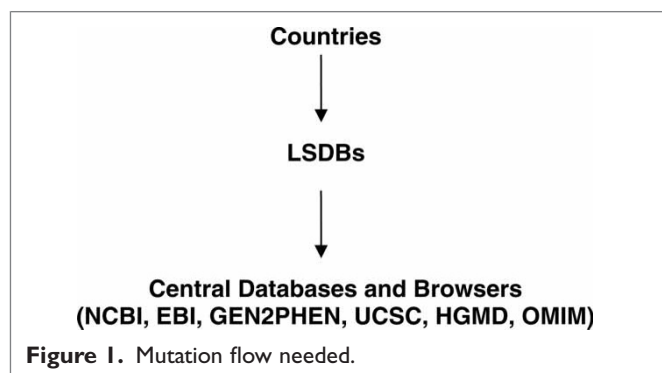 Countries
LSDBs
Central Databases and Browsers
(NCBI, EBI, GEN2PHEN, UCSC, HGMD, OMIM)
Figure 1. Mutation flow needed.